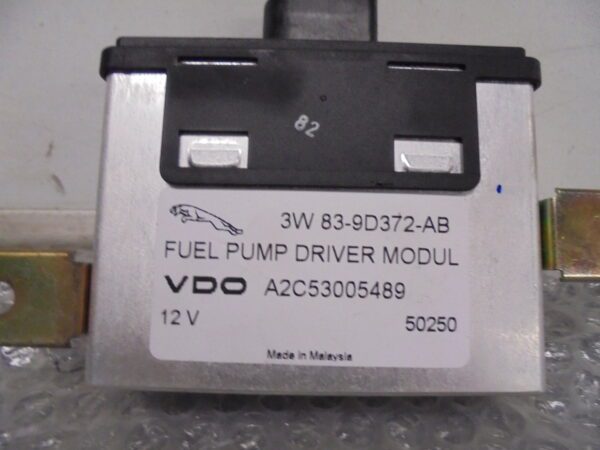 82
3W 83-9D372-AB
FUEL PUMP DRIVER MODUL
VDO A2C53005489
12 V 50250
Made in Malaysia